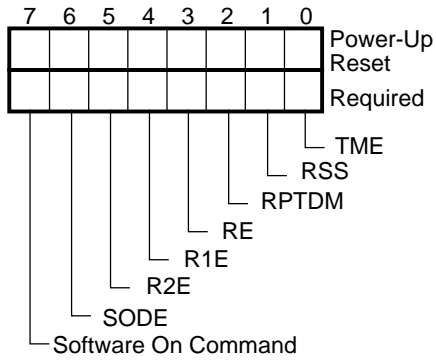 7 6 5 4 3 2 1 0
Power-Up
Reset
Required
TME
RSS
RPTDM
RE
R1E
R2E
SODE
Software On Command